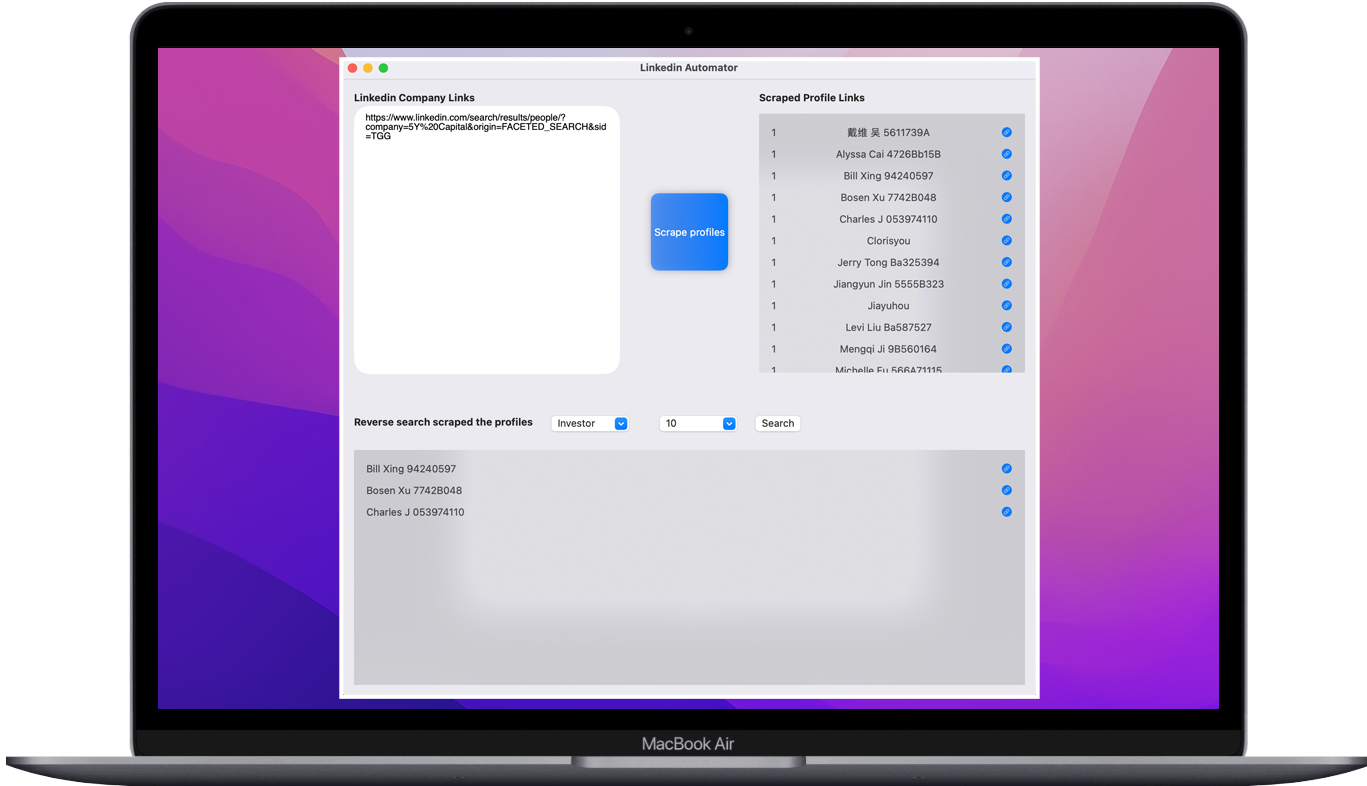 Linkedin Automator
Linkedin Company Links
https://www.linkedin.com/search/results/people/?
company=5Y%20Capital&origin=FACETED_SEARCH&sid
=TGG
Scrape profiles
Scraped Profile Links
1 戴维 吴 5611739A
1 Alyssa Cai 4726Bb15B
1 Bill Xing 94240597
1 Bosen Xu 7742B048
1 Charles J 053974110
1 Clorisyou
1 Jerry Tong Ba325394
1 Jiangyun Jin 5555B323
1 Jiayuhou
1 Levi Liu Ba587527
1 Mengqi Ji 9B560164
1 Michelle Fu 566A71115
Reverse search scraped the profiles Investor 10 Search
Bill Xing 94240597
Bosen Xu 7742B048
Charles J 053974110
MacBook Air